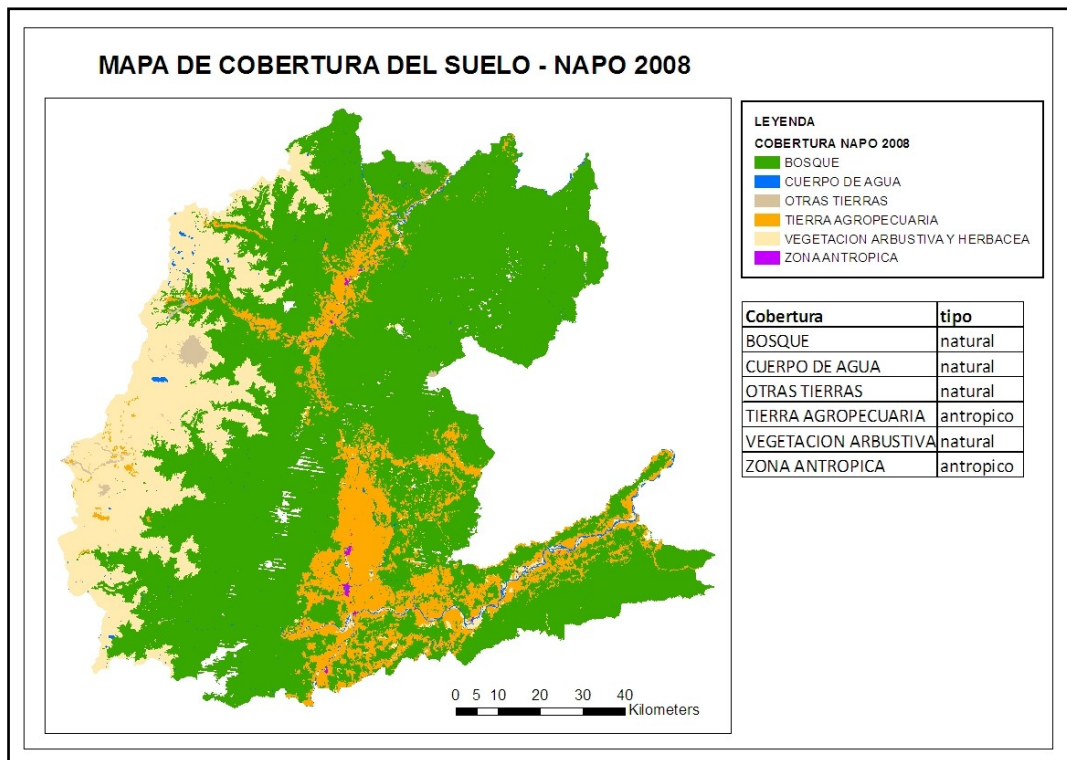 MAPA DE COBERTURA DEL SUELO - NAPO 2008
LEYENDA
COBERTURA NAPO 2008
BOSQUE
CUERPO DE AGUA
OTRAS TIERRAS
TIERRA AGROPECUARIA
VEGETACION ARBUSTIVA Y HERBACEA
ZONA ANTROPICA
Cobertura tipo
BOSQUE natural
CUERPO DE AGUA natural
OTRAS TIERRAS natural
TIERRA AGROPECUARIA antropico
VEGETACION ARBUSTIVA natural
ZONA ANTROPICA antropico
0 5 10 20 30 40
Kilometers